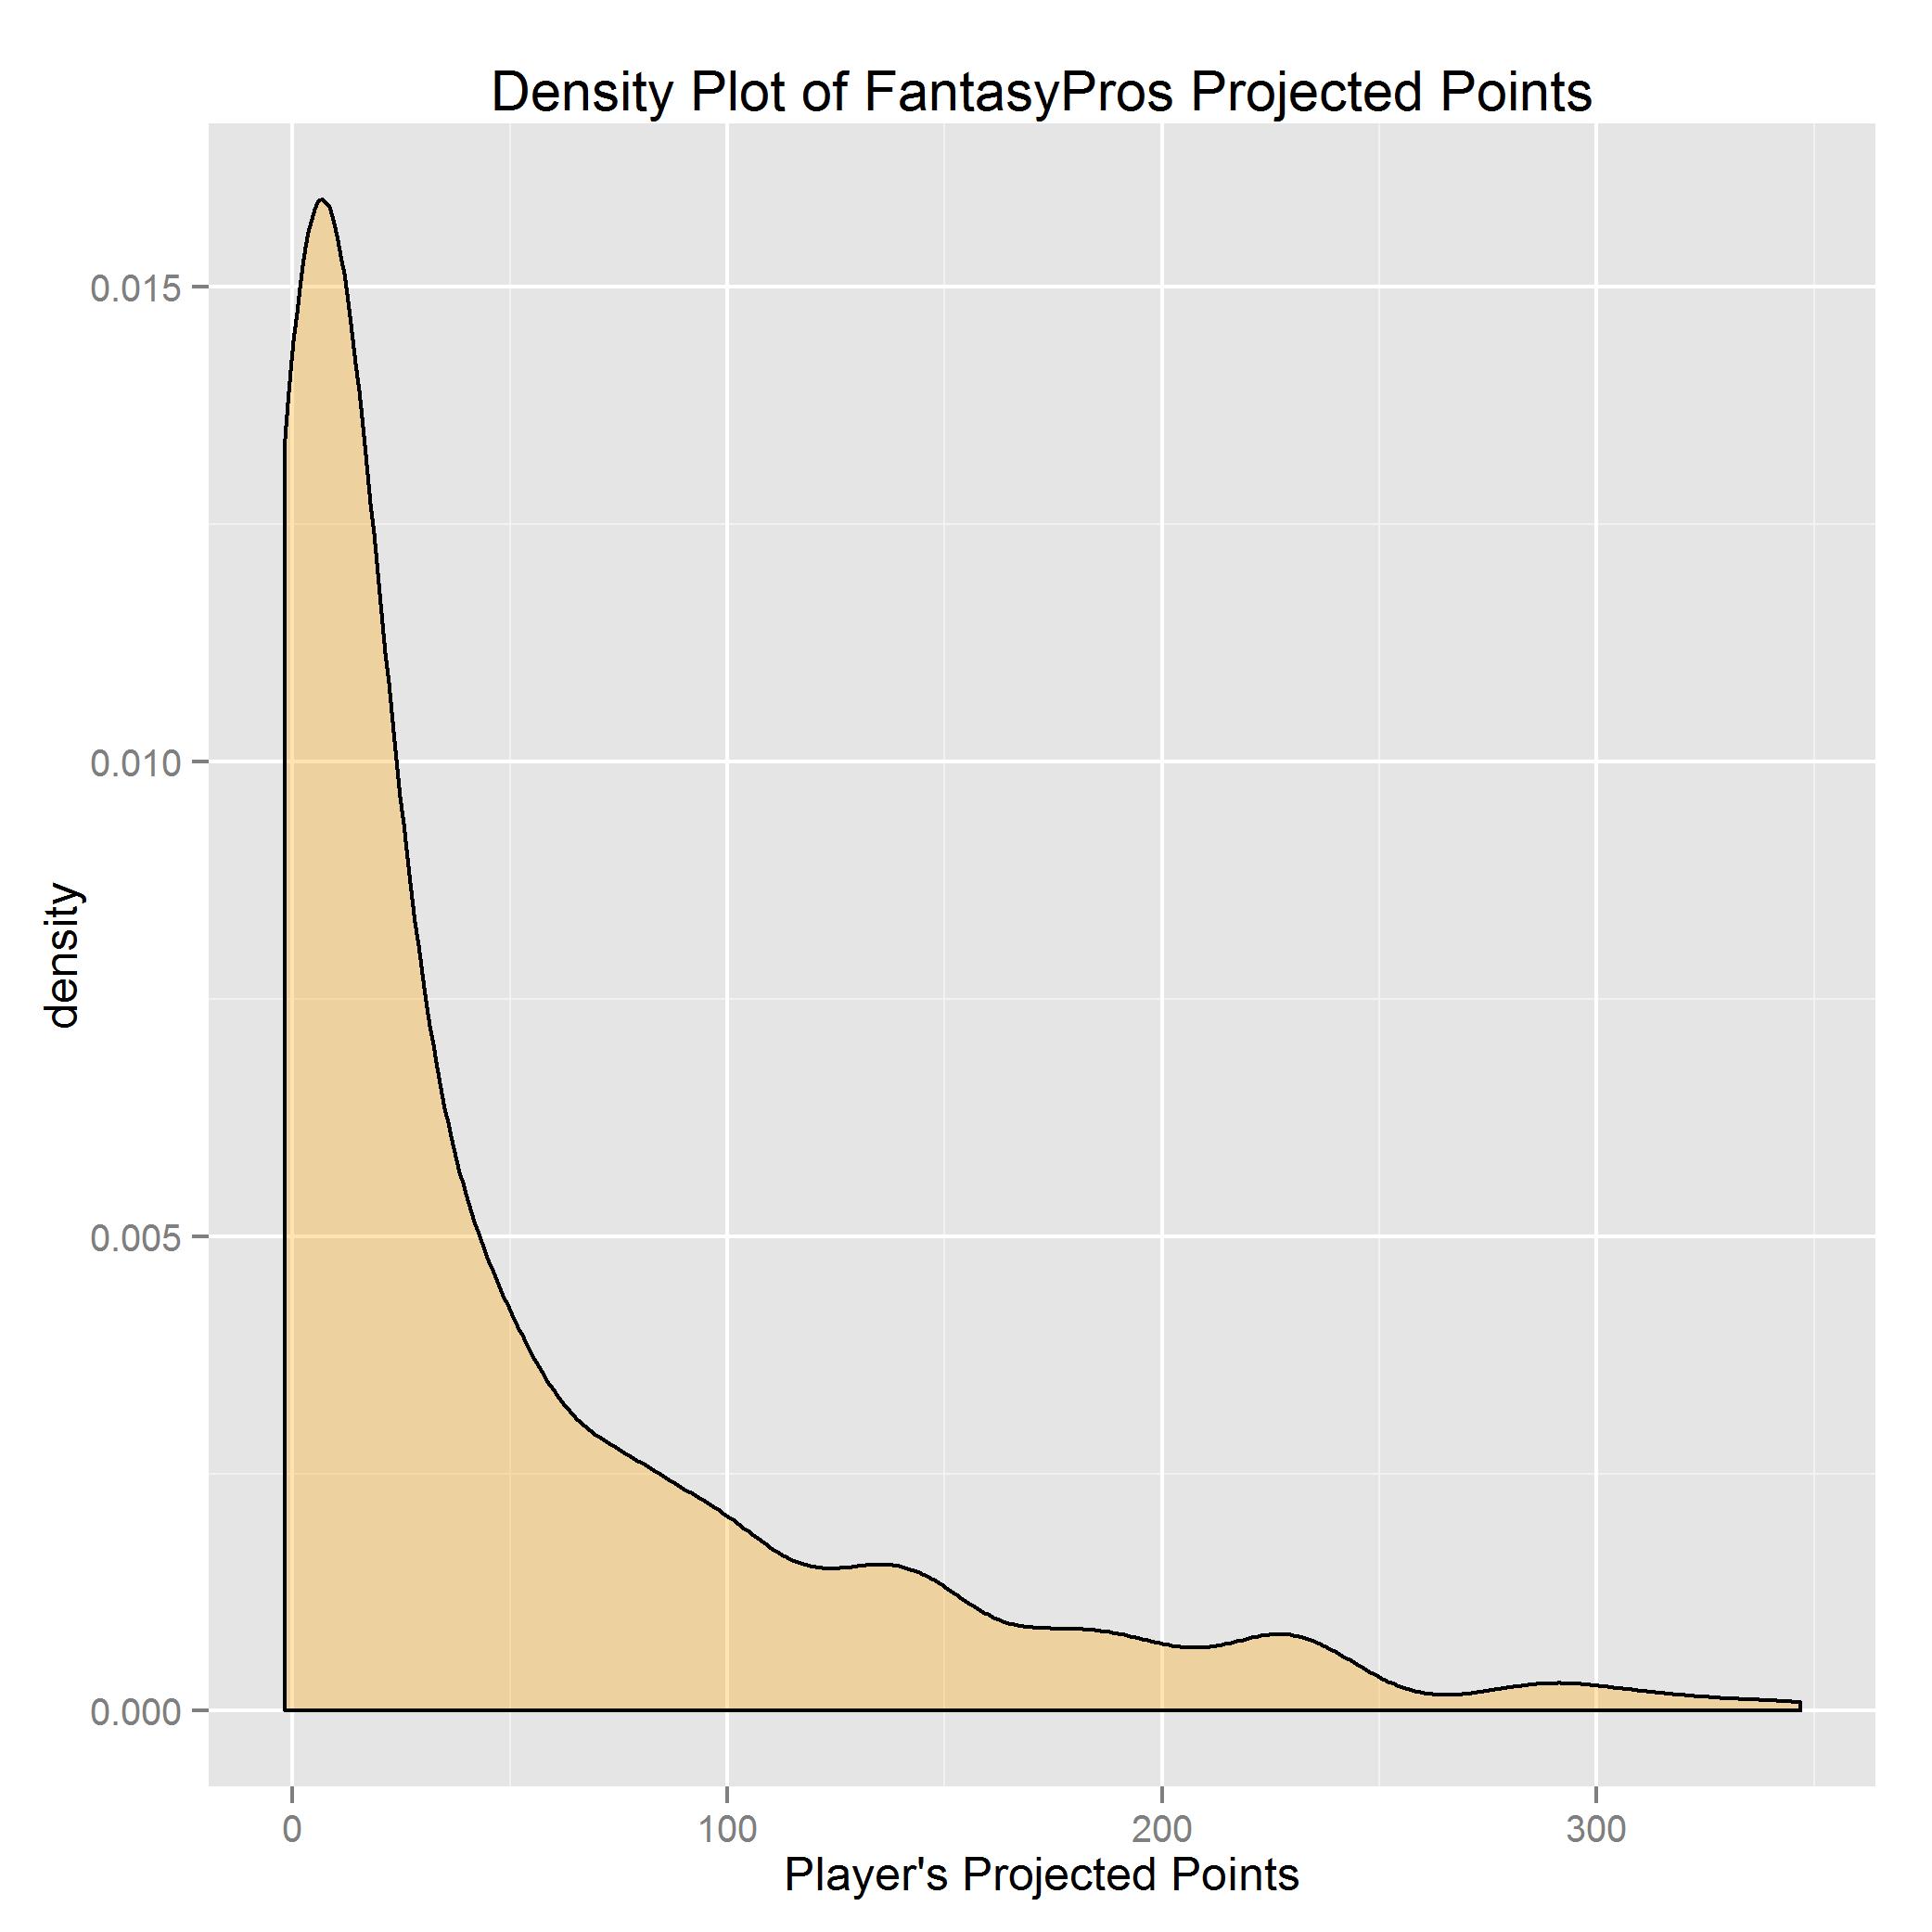 Density Plot of FantasyPros Projected Points
0.015
0.010
0.005
0.000
density
0 100 200 300
Player's Projected Points